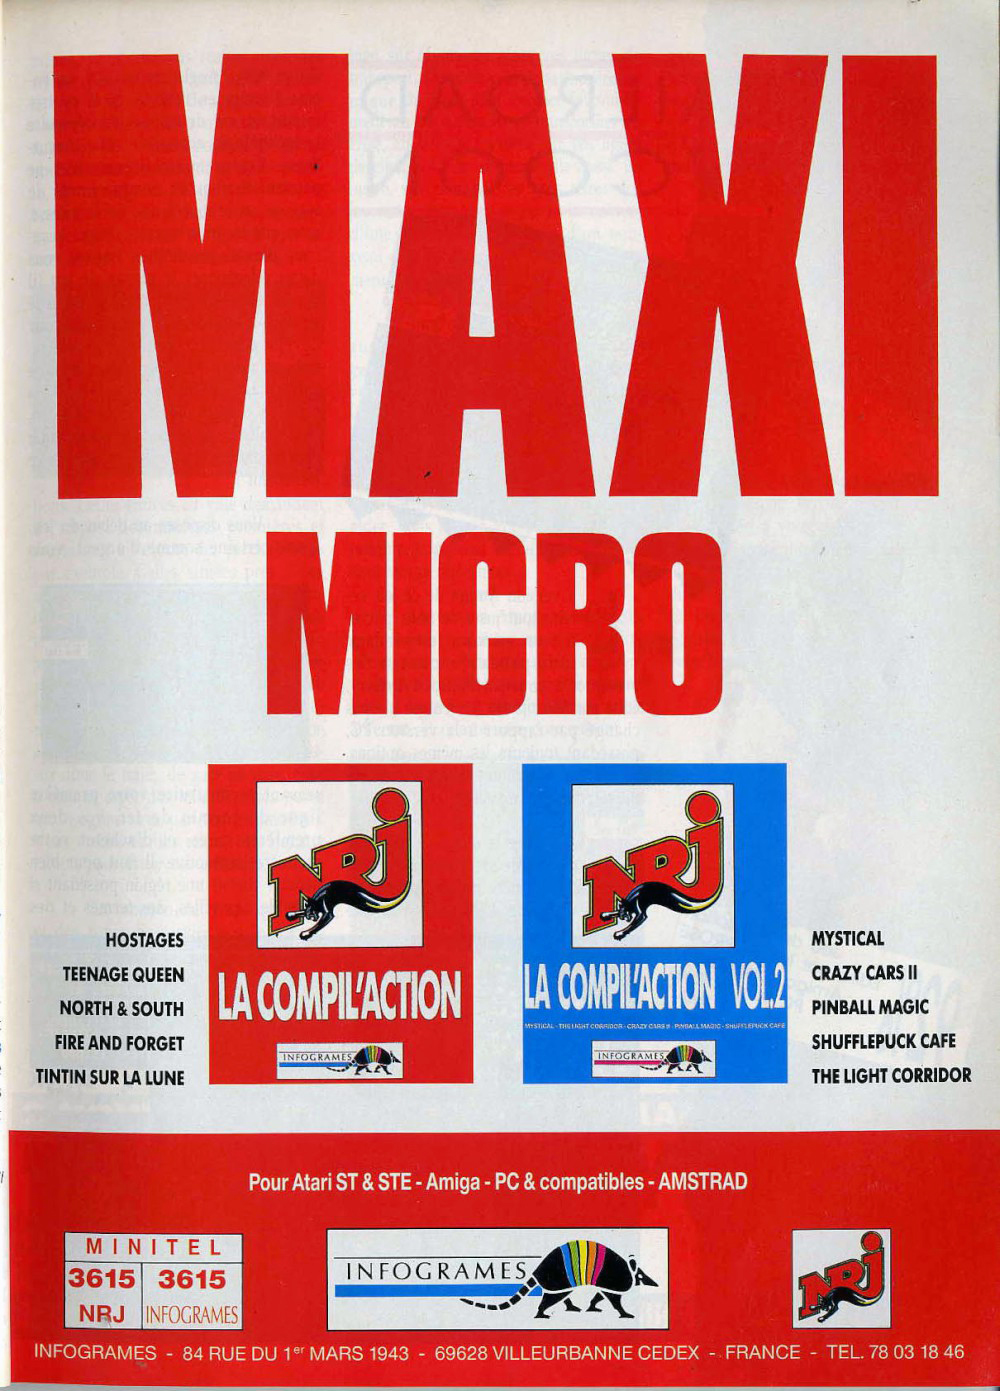 MAXI
MICRO
NRJ
LA COMPIL'ACTION
INFOGRAMES
HOSTAGES
TEENAGE QUEEN
NORTH & SOUTH
FIRE AND FORGET
TINTIN SUR LA LUNE
NRJ
LA COMPIL'ACTION VOL.2
MYSTICAL - THE LIGHT CORRIDOR - CRAZY CARS II - PINBALL MAGIC - SHUFFLEPUCK CAFE
INFOGRAMES
MYSTICAL
CRAZY CARS II
PINBALL MAGIC
SHUFFLEPUCK CAFE
THE LIGHT CORRIDOR
Pour Atari ST & STE - Amiga - PC & compatibles - AMSTRAD
MINITEL
3615 3615
NRJ INFOGRAMES
INFOGRAMES
NRJ
INFOGRAMES - 84 RUE DU 1er MARS 1943 - 69628 VILLEURBANNE CEDEX - FRANCE - TEL. 78 03 18 46